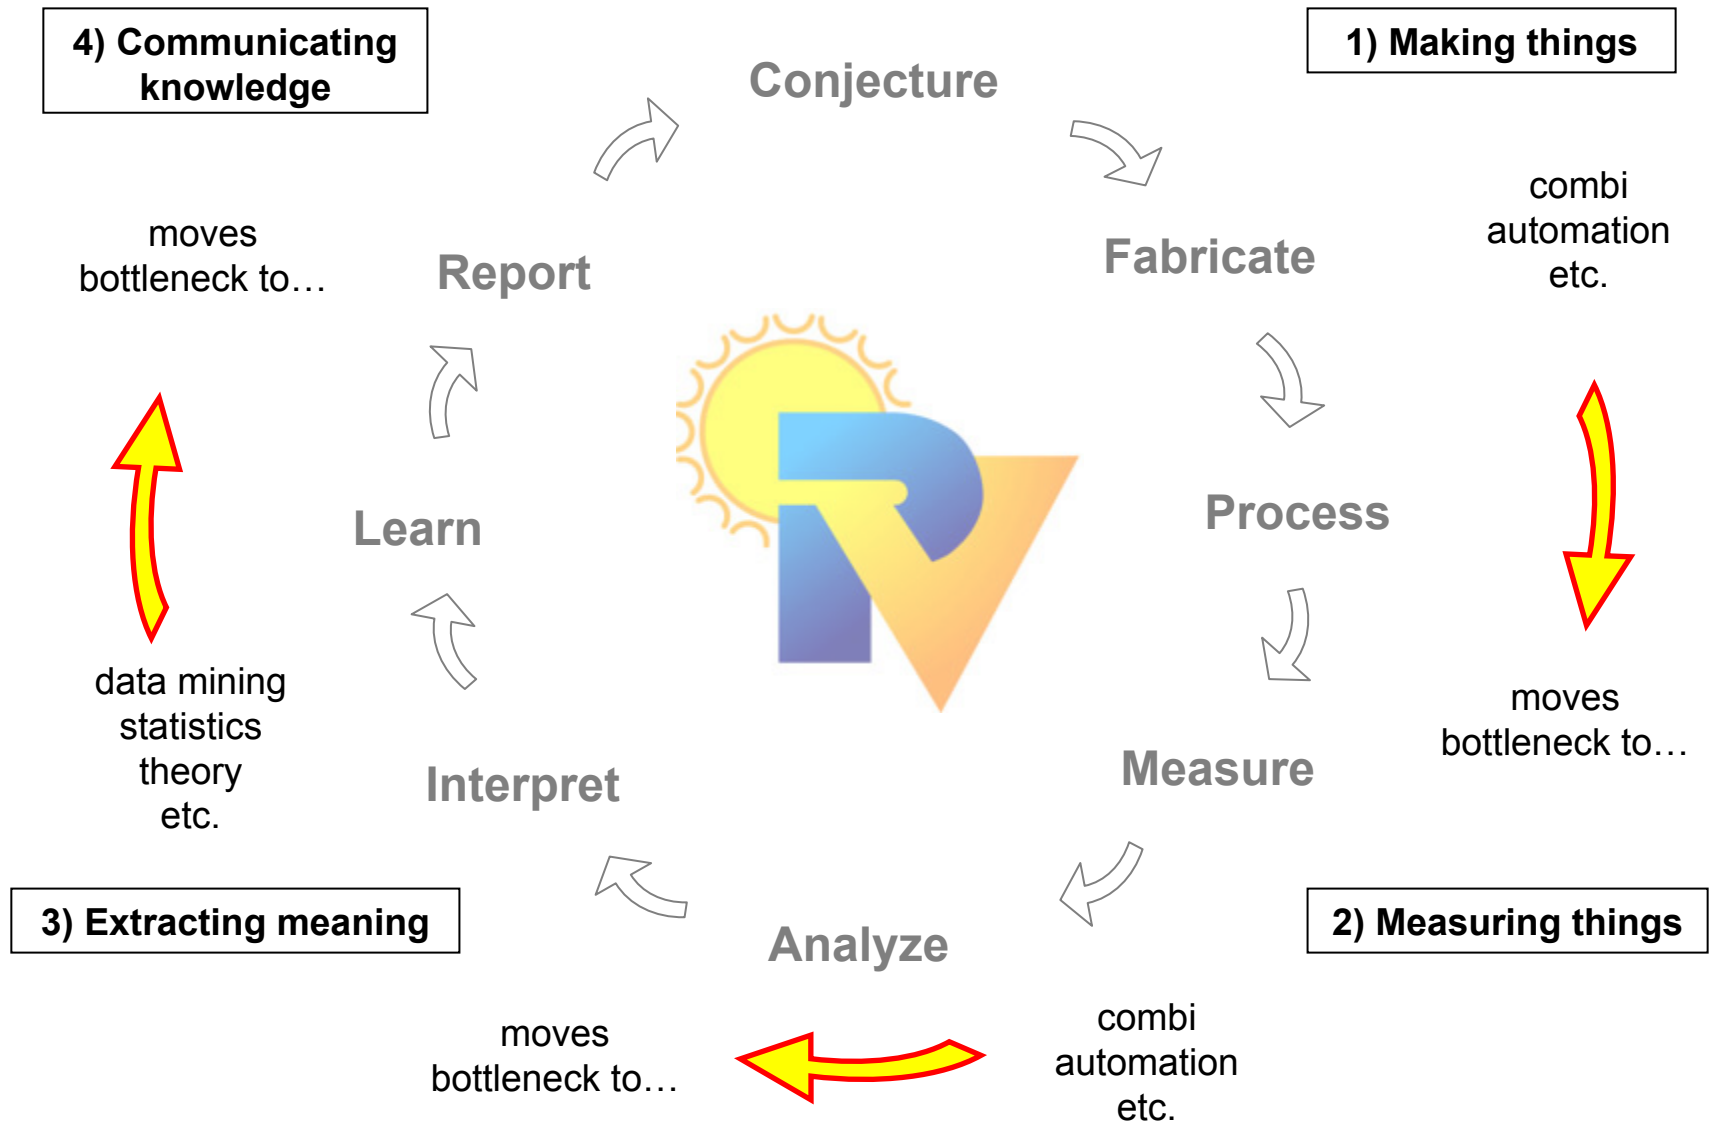 4) Communicating
knowledge
Conjecture
1) Making things
combi
automation
etc.
moves
bottleneck to…
Report
Fabricate
PV
Learn
Process
data mining
statistics
theory
etc.
moves
bottleneck to…
Interpret
Measure
3) Extracting meaning
2) Measuring things
Analyze
moves
bottleneck to…
combi
automation
etc.